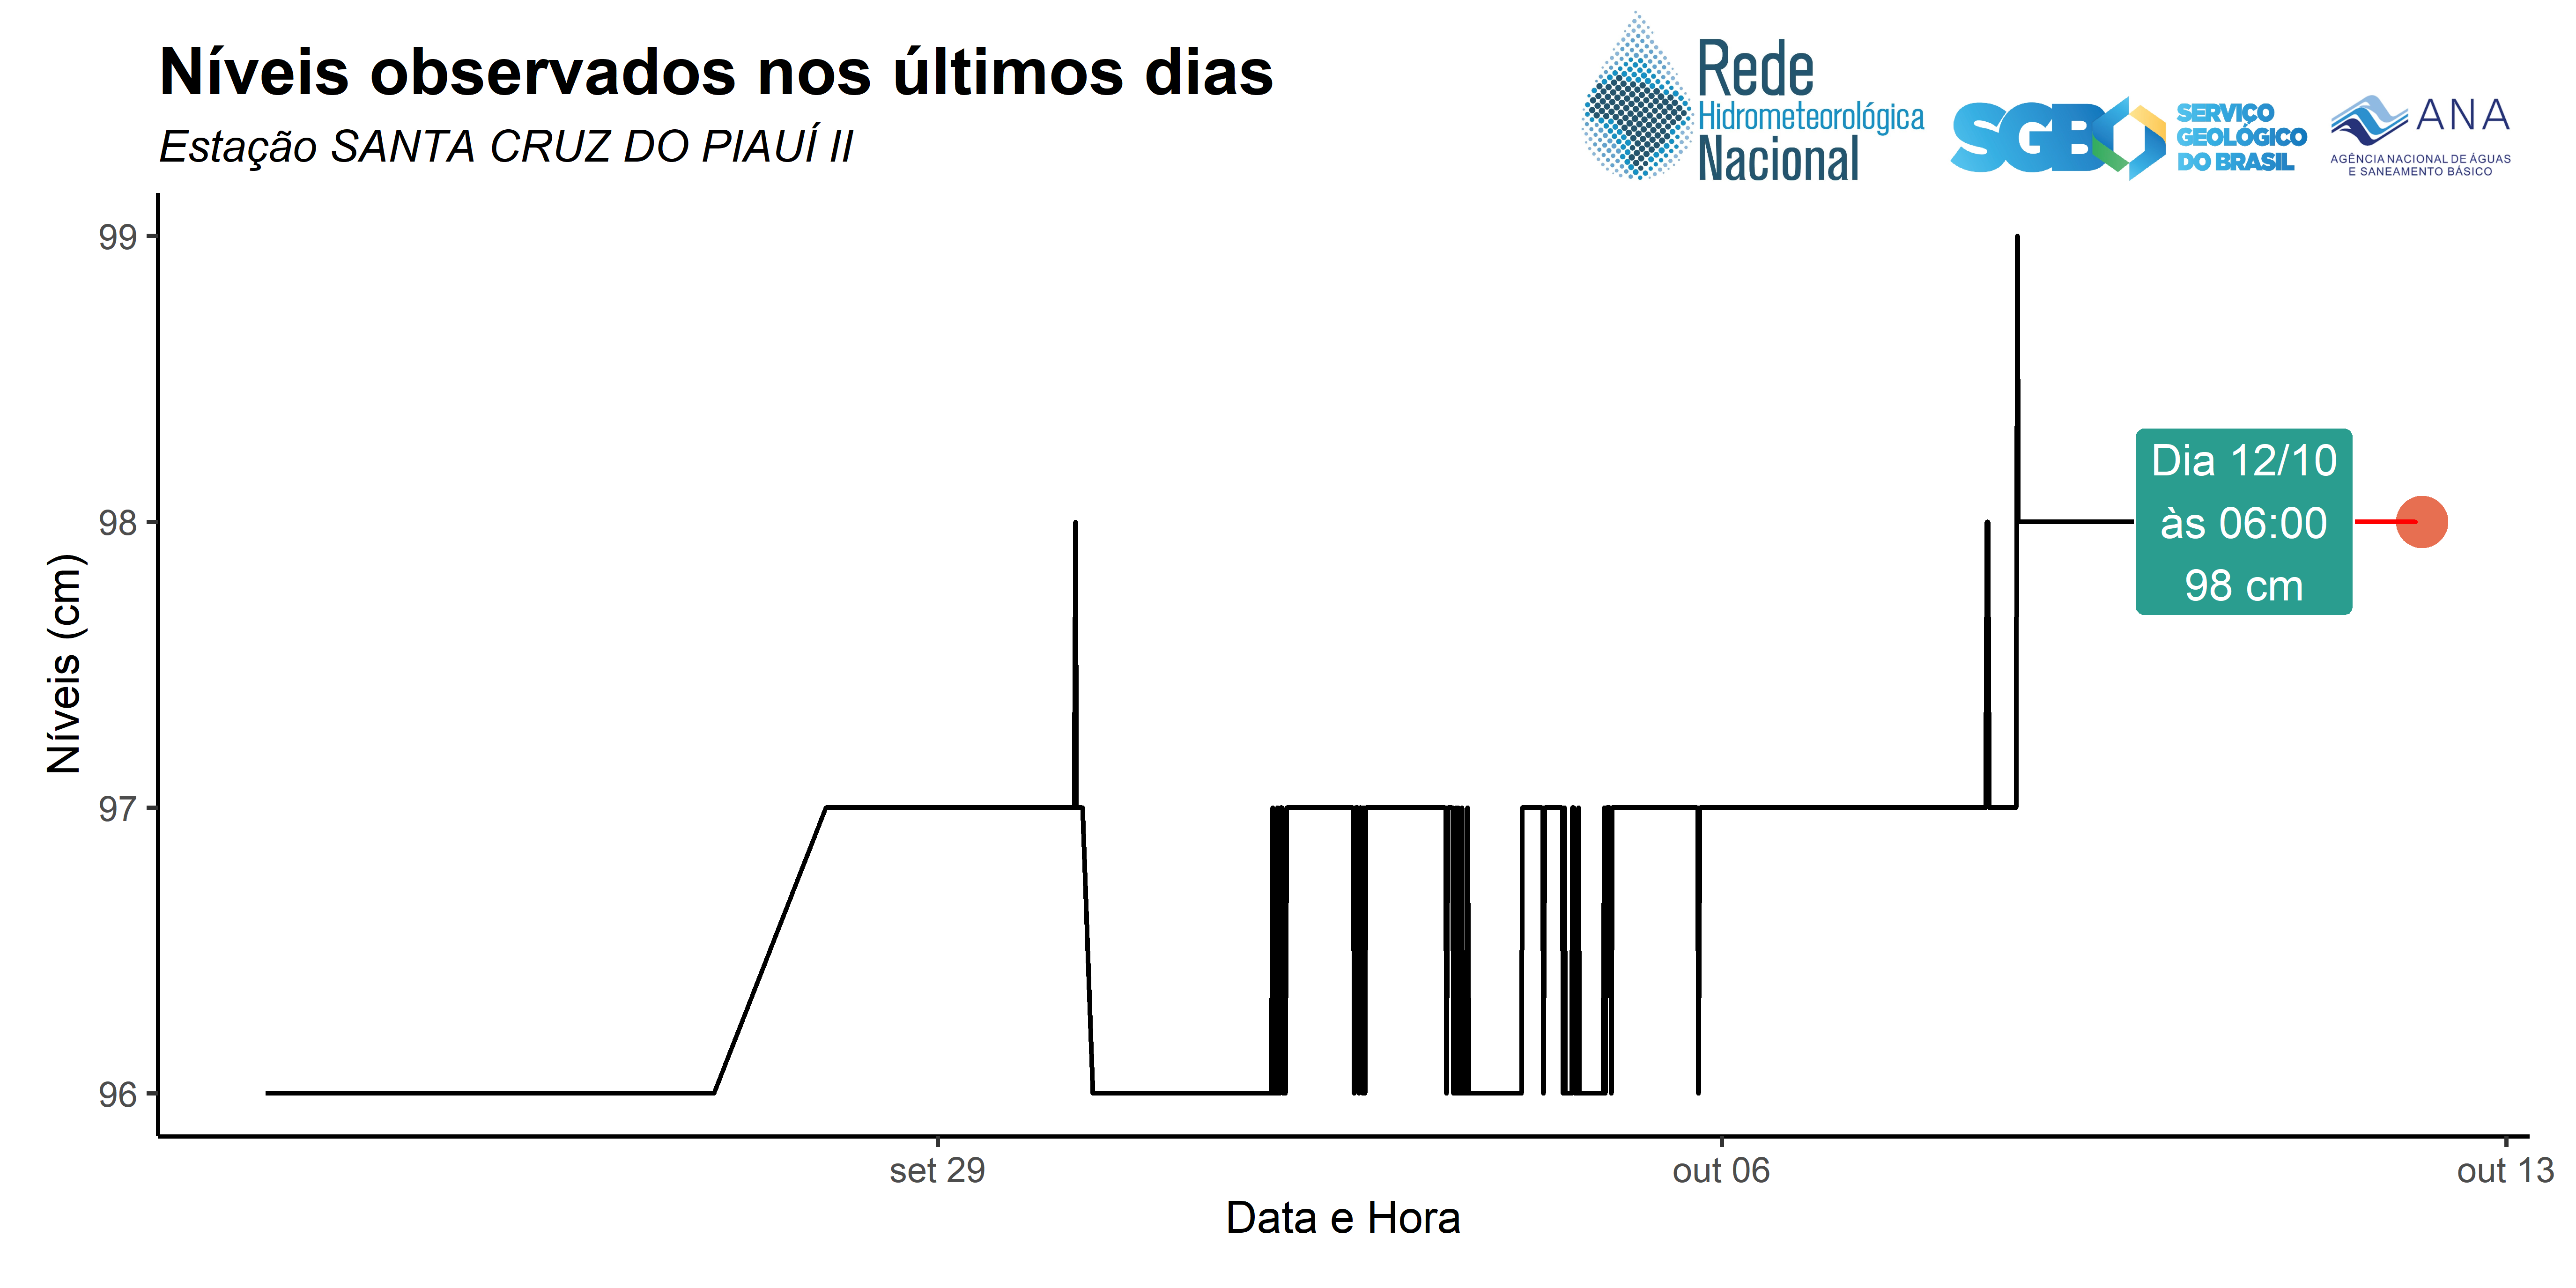 Níveis observados nos últimos dias
Estação SANTA CRUZ DO PIAUÍ II
Rede
Hidrometeorológica
Nacional
SGB
SERVIÇO
GEOLÓGICO
DO BRASIL
ANA
AGÊNCIA NACIONAL DE ÁGUAS
E SANEAMENTO BÁSICO
Níveis (cm)
99
98
97
96
Dia 12/10
às 06:00
98 cm
set 29
out 06
out 13
Data e Hora